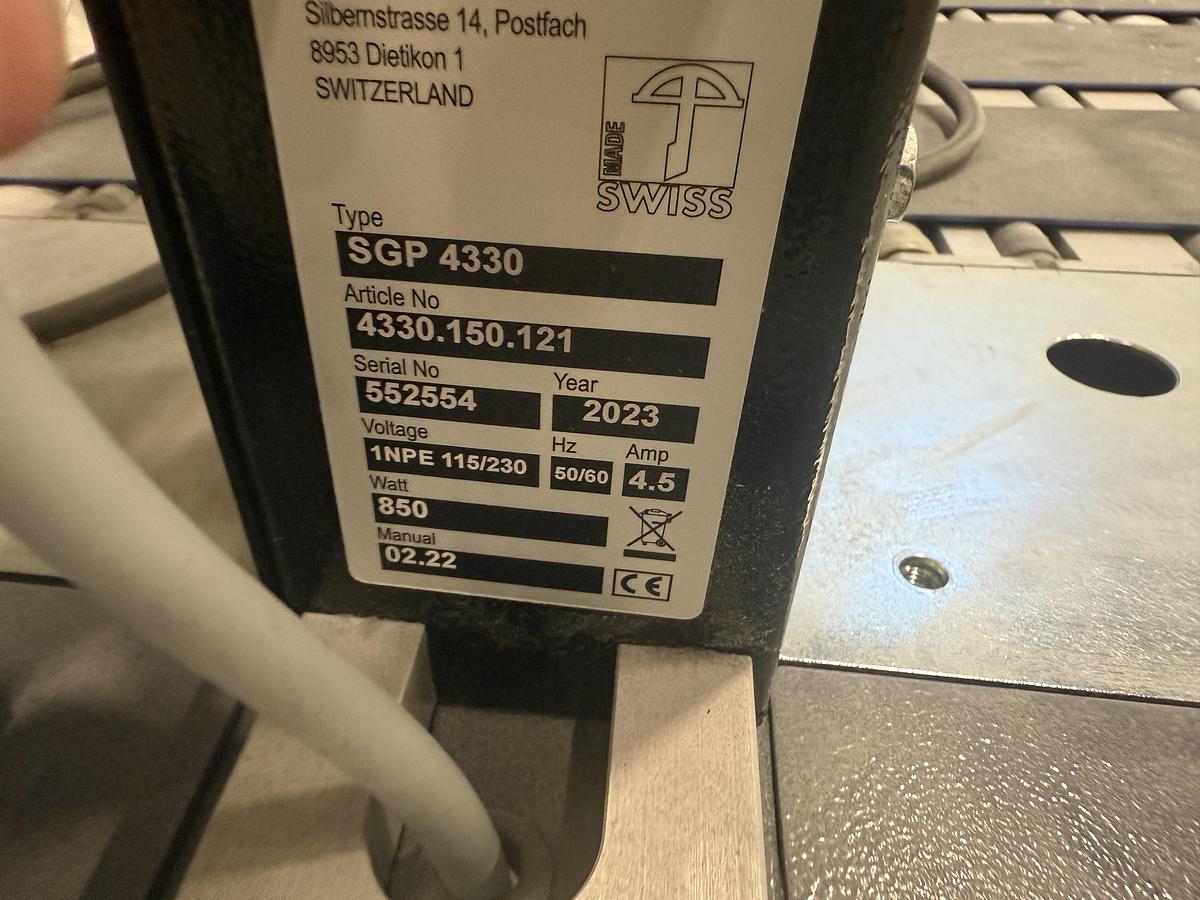 Silbernstrasse 14, Postfach
8953 Dietikon 1
SWITZERLAND
MADE
SWISS
Type
SGP 4330
Article No
4330.150.121
Serial No
552554
Year
2023
Voltage
1NPE 115/230
Hz
50/60
Amp
4.5
Watt
850
Manual
02.22
CE